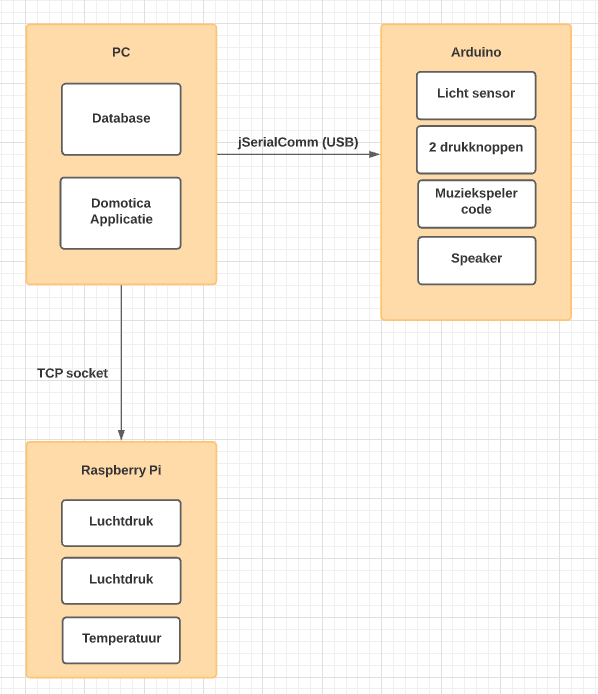 PC
Database
Domotica
Applicatie
jSerialComm (USB)
Arduino
Licht sensor
2 drukknoppen
Muziekspeler
code
Speaker
TCP socket
Raspberry Pi
Luchtdruk
Luchtdruk
Temperatuur